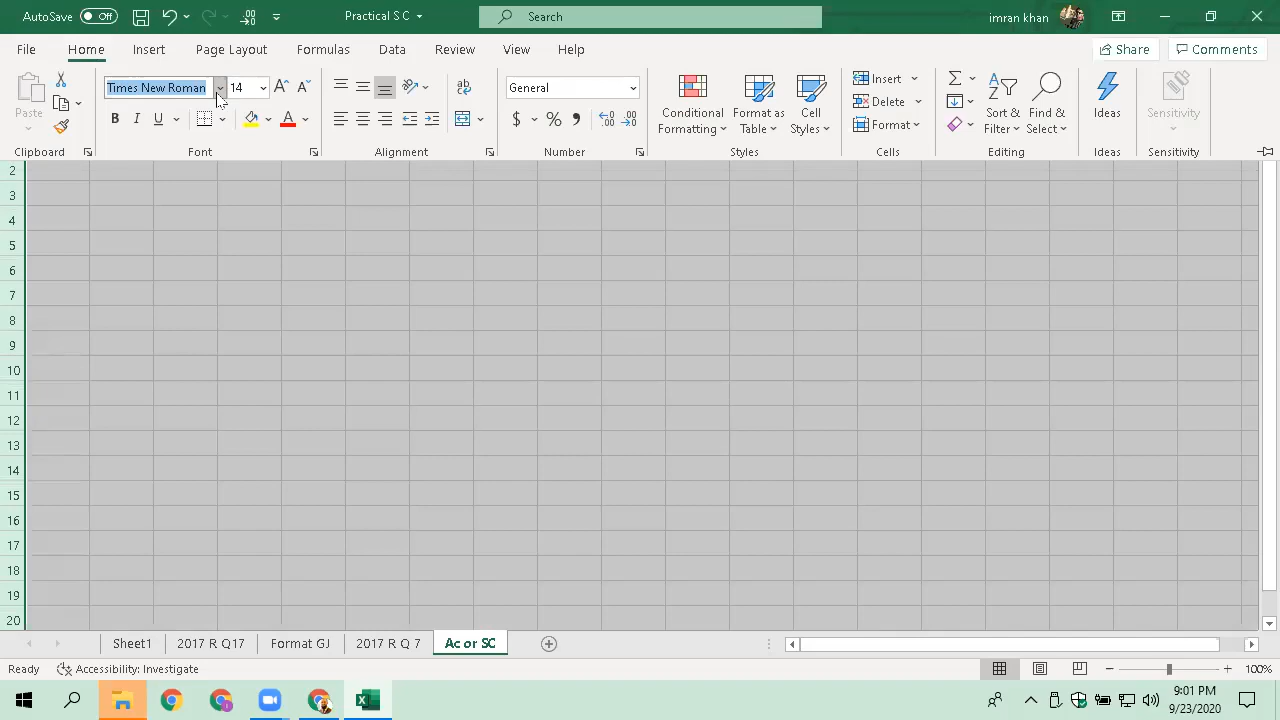 AutoSave Off Practical S C Search imran khan
File Home Insert Page Layout Formulas Data Review View Help Share Comments
Times New Roman 14 General Insert
Paste B I U $ % Conditional Formatting Format as Table Cell Styles Delete Sort & Filter Find & Select Ideas Sensitivity
Format
Clipboard Font Alignment Number Styles Cells Editing Ideas Sensitivity
2
3
4
5
6
7
8
9
10
11
12
13
14
15
16
17
18
19
20
Sheet1 2017 R Q17 Format GJ 2017 R Q 7 Ac or SC
Ready Accessibility: Investigate 100%
9:01 PM
9/23/2020